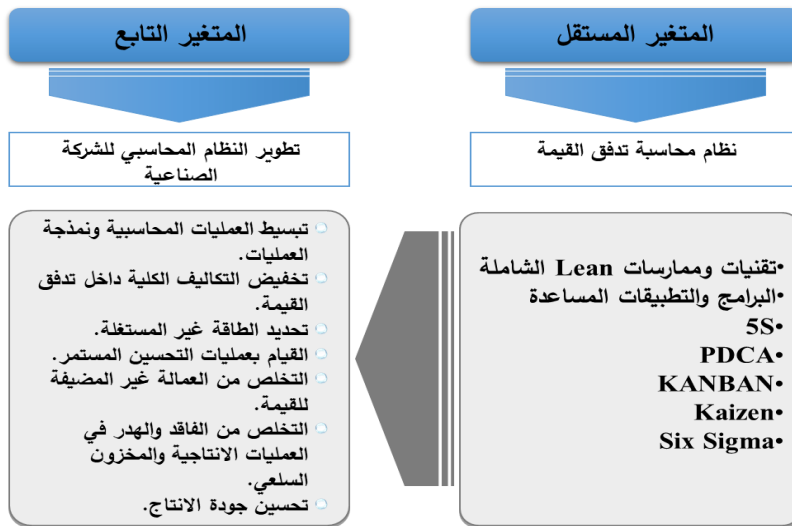 المتغير المستقل
نظام محاسبة تدفق القيمة
•تقنيات وممارسات Lean الشاملة
•البرامج والتطبيقات المساعدة
•5S
•PDCA
•KANBAN
•Kaizen
•Six Sigma
المتغير التابع
تطوير النظام المحاسبي للشركة
الصناعية
تبسيط العمليات المحاسبية ونمذجة
العمليات.
تخفيض التكاليف الكلية داخل تدفق
القيمة.
تحديد الطاقة غير المستغلة.
القيام بعمليات التحسين المستمر.
التخلص من العمالة غير المضيفة
للقيمة.
التخلص من الفاقد والهدر في
العمليات الانتاجية والمخزون
السلعي.
تحسين جودة الانتاج.